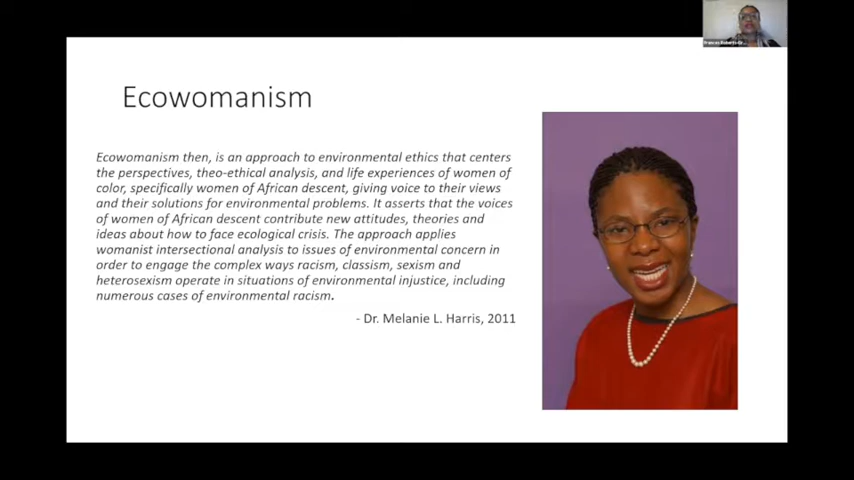 Ecowomanism
Ecowomanism then, is an approach to environmental ethics that centers
the perspectives, theo-ethical analysis, and life experiences of women of
color, specifically women of African descent, giving voice to their views
and their solutions for environmental problems. It asserts that the voices
of women of African descent contribute new attitudes, theories and
ideas about how to face ecological crisis. The approach applies
womanist intersectional analysis to issues of environmental concern in
order to engage the complex ways racism, classism, sexism and
heterosexism operate in situations of environmental injustice, including
numerous cases of environmental racism.
- Dr. Melanie L. Harris, 2011